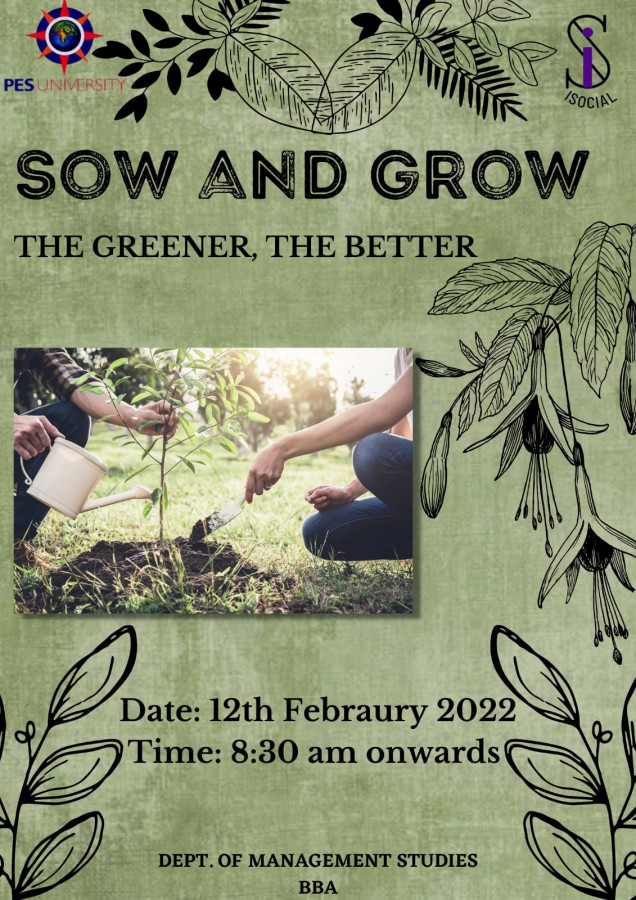 PES UNIVERSITY
S
i
iSOCIAL
SOW AND GROW
THE GREENER, THE BETTER
Date: 12th Febraury 2022
Time: 8:30 am onwards
DEPT. OF MANAGEMENT STUDIES
BBA